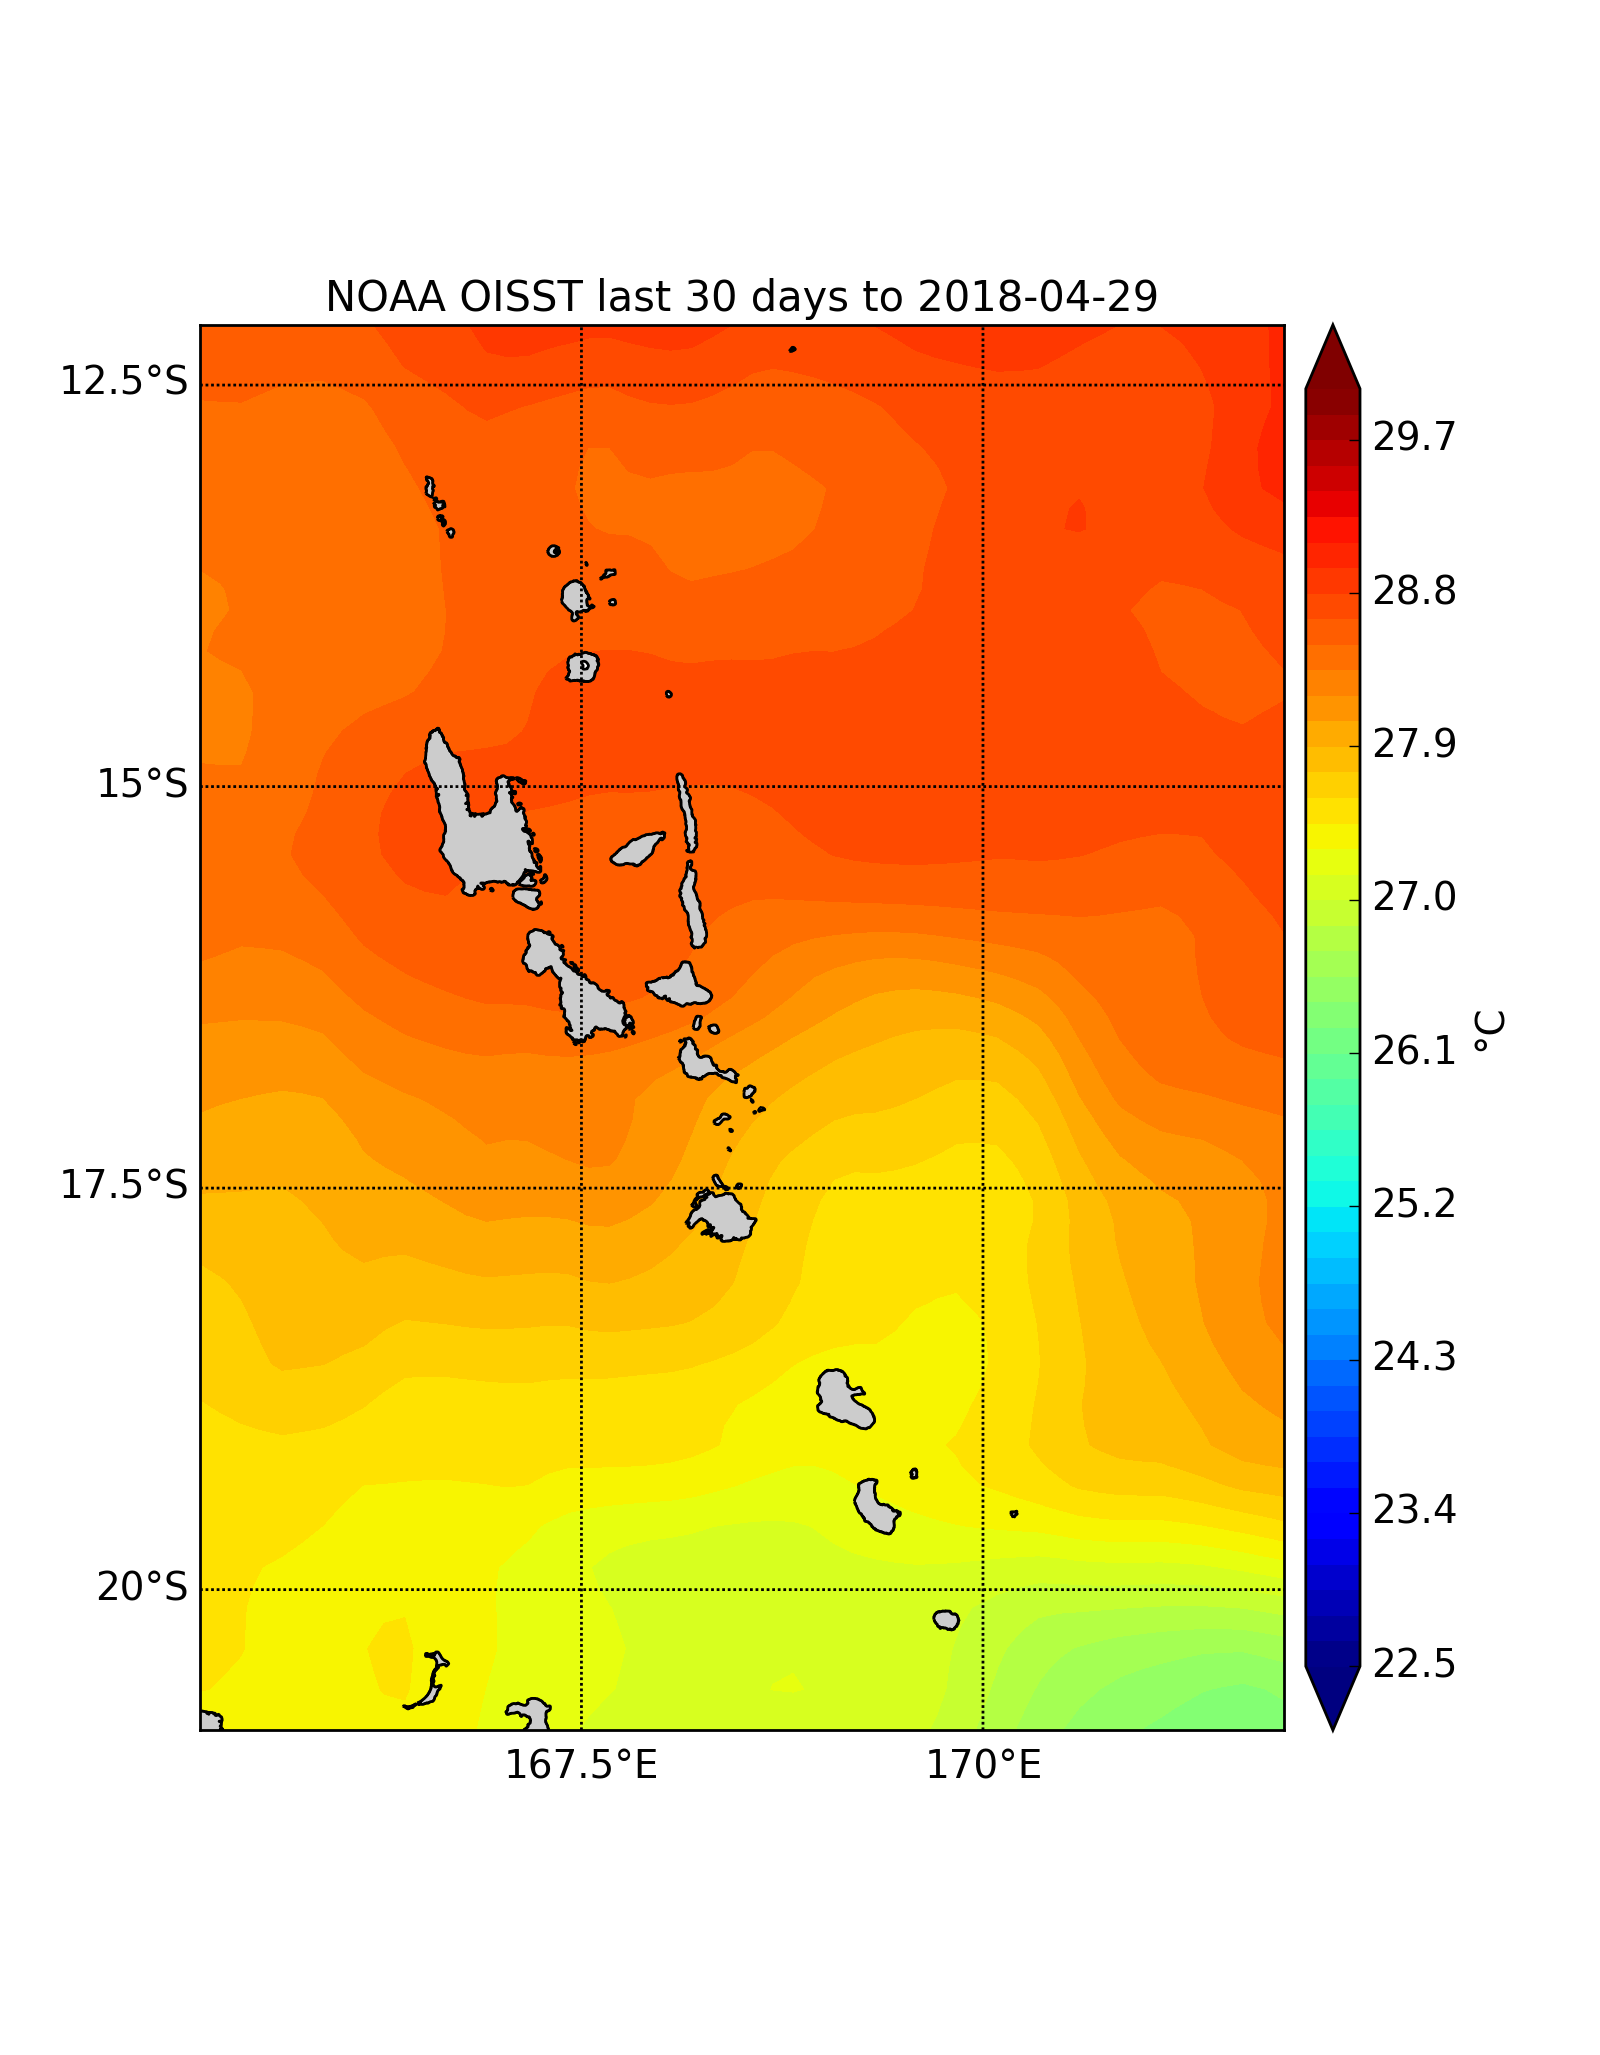 NOAA OISST last 30 days to 2018-04-29
12.5°S
15°S
17.5°S
20°S
167.5°E
170°E
29.7
28.8
27.9
27.0
26.1
25.2
24.3
23.4
22.5
°C